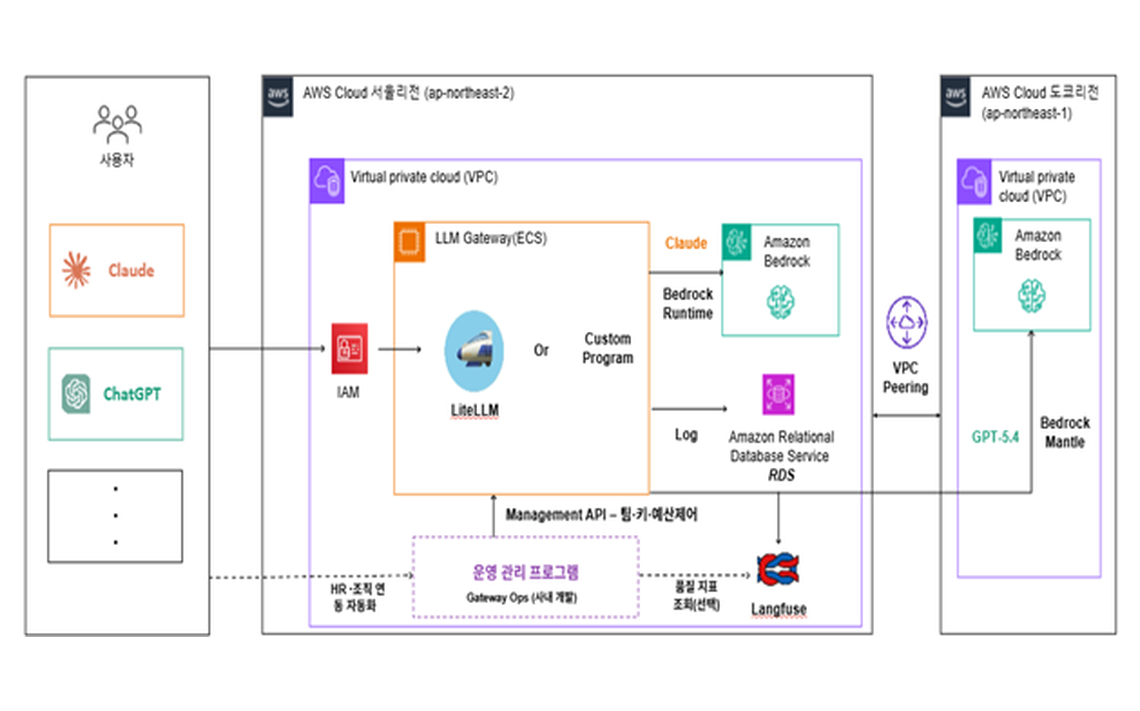 사용자
Claude
ChatGPT
AWS Cloud 서울리전 (ap-northeast-2)
Virtual private cloud (VPC)
LLM Gateway(ECS)
IAM
LiteLLM
Or
Custom
Program
Claude
Bedrock
Runtime
Amazon
Bedrock
Log
Amazon Relational
Database Service
RDS
Management API – 팀·키·예산제어
운영 관리 프로그램
Gateway Ops (사내 개발)
HR ·조직 연
동 자동화
품질 지표
조회(선택)
Langfuse
VPC
Peering
AWS Cloud 도쿄리전
(ap-northeast-1)
Virtual private
cloud (VPC)
Amazon
Bedrock
GPT-5.4
Bedrock
Mantle
aws
aws